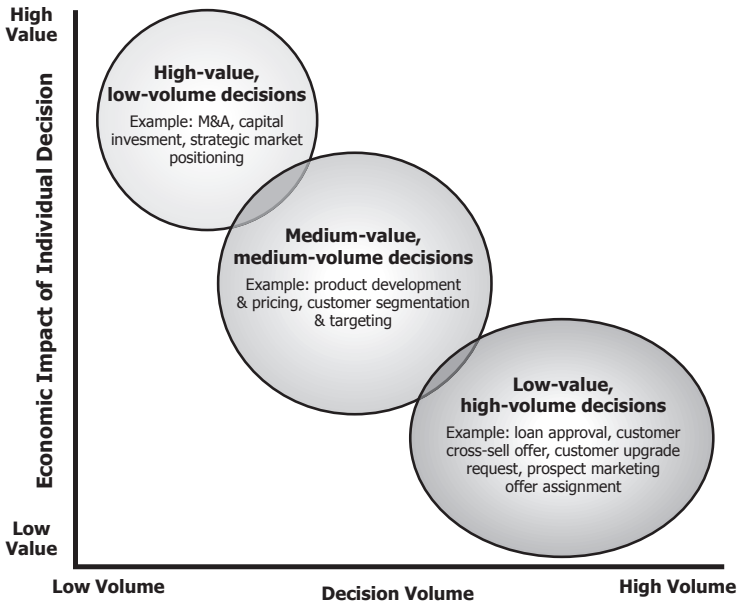 High
Value
Economic Impact of Individual Decision
High-value,
low-volume decisions
Example: M&A, capital
invesment, strategic market
positioning
Medium-value,
medium-volume decisions
Example: product development
& pricing, customer segmentation
& targeting
Low-value,
high-volume decisions
Example: loan approval, customer
cross-sell offer, customer upgrade
request, prospect marketing
offer assignment
Low
Value
Low Volume
Decision Volume
High Volume